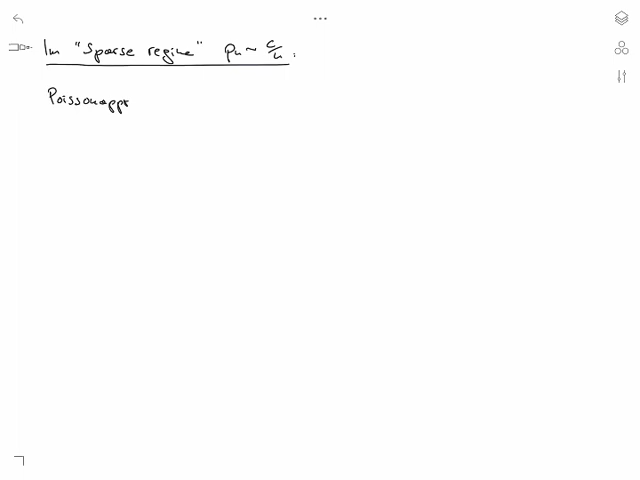 Im "Sparse regime" pn ~ c/n.
Poissonappr